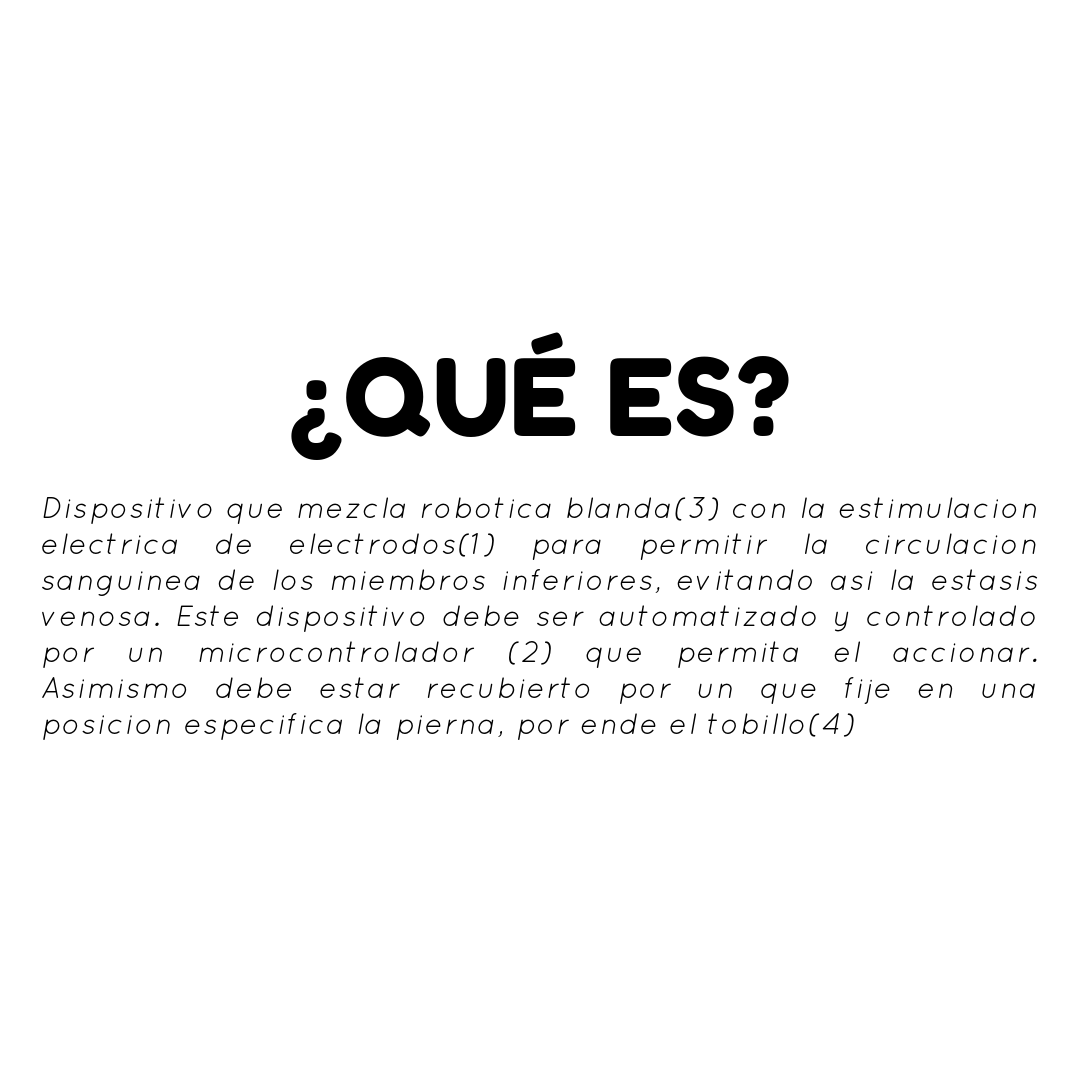 ¿QUÉ ES?
Dispositivo que mezcla robotica blanda(3) con la estimulacion
electrica de electrodos(1) para permitir la circulacion
sanguinea de los miembros inferiores, evitando asi la estasis
venosa. Este dispositivo debe ser automatizado y controlado
por un microcontrolador (2) que permita el accionar.
Asimismo debe estar recubierto por un que fije en una
posicion especifica la pierna, por ende el tobillo(4)